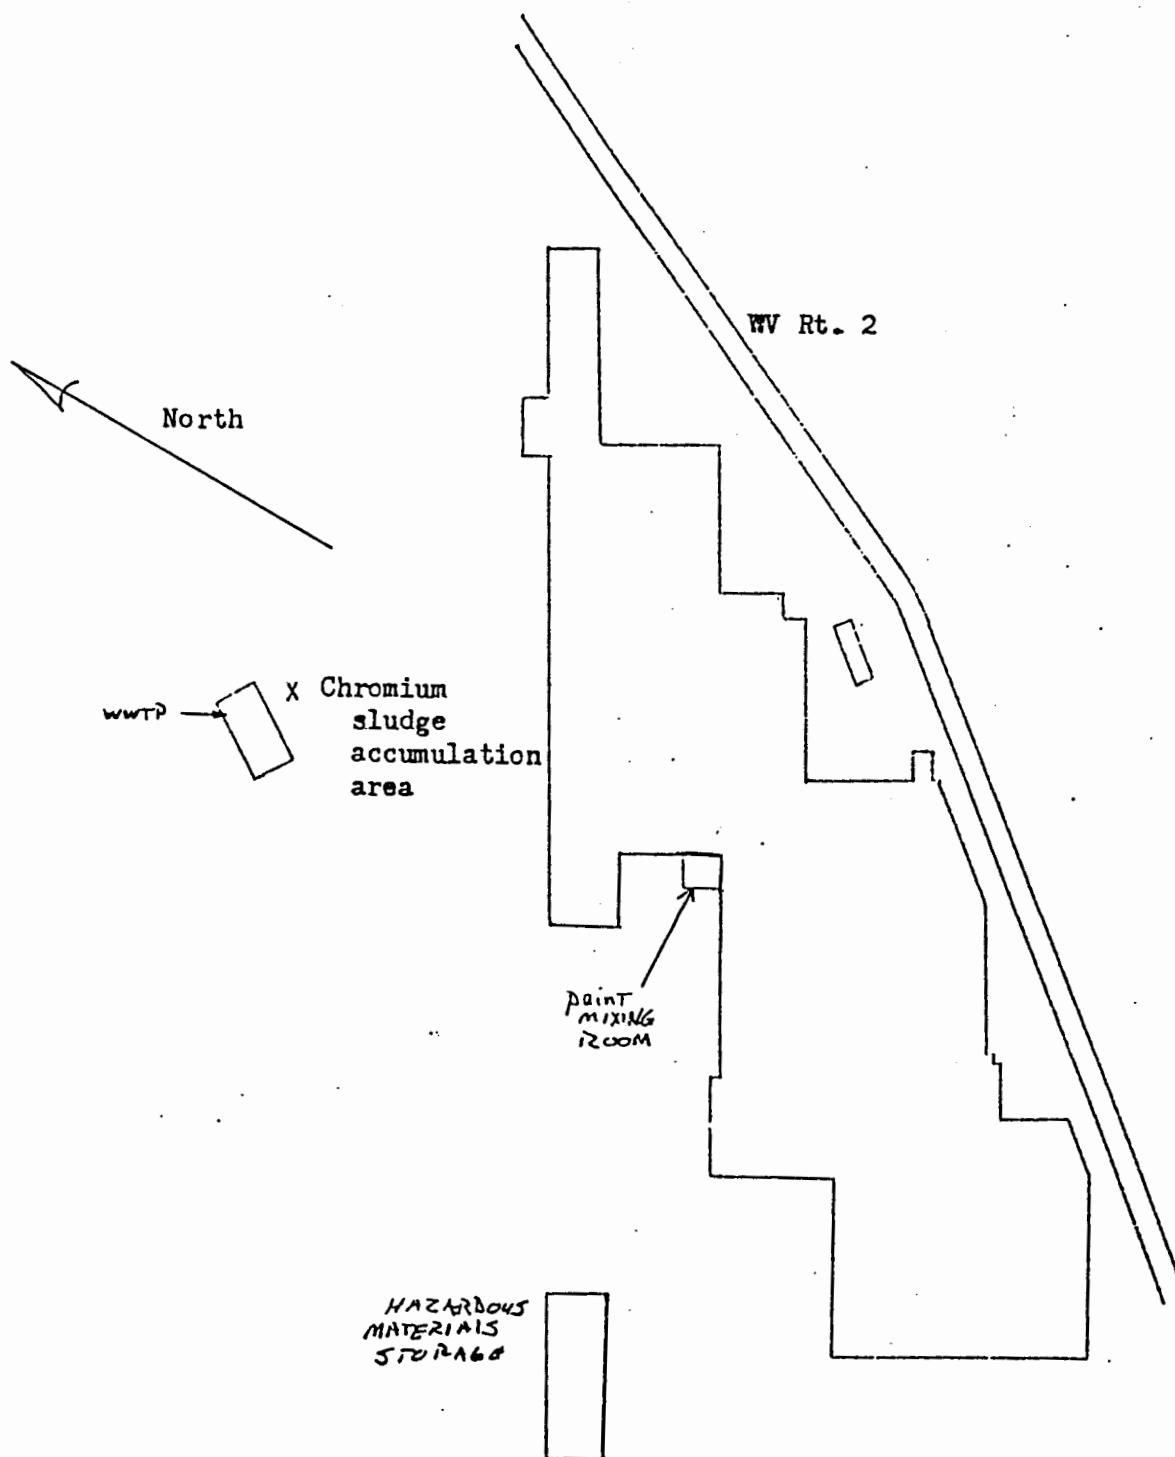 WV Rt. 2
North
X Chromium
sludge
accumulation
area
WWTP
paint
MIXING
ROOM
HAZARDOUS
MATERIALS
STORAGE